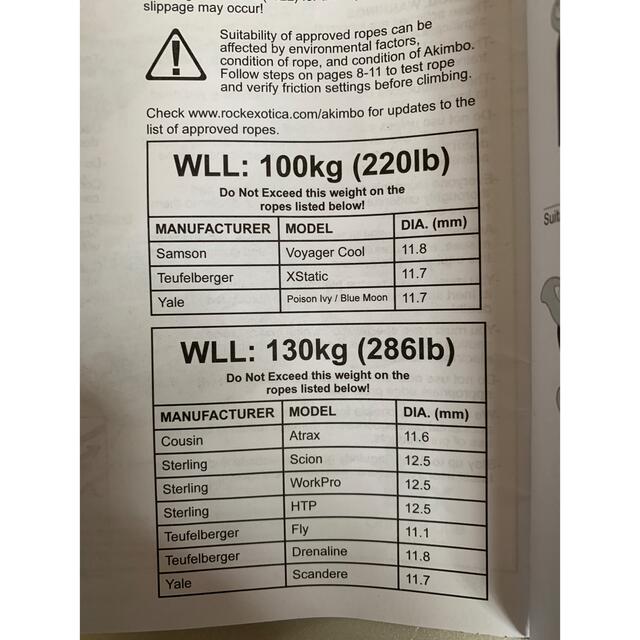 slippage may occur!
Suitability of approved ropes can be
affected by environmental factors,
condition of rope, and condition of Akimbo.
Follow steps on pages 8-11 to test rope
and verify friction settings before climbing.
Check www.rockexotica.com/akimbo for updates to the
list of approved ropes.
WLL: 100kg (220lb)
Do Not Exceed this weight on the
ropes listed below!
MANUFACTURER MODEL DIA. (mm)
Samson Voyager Cool 11.8
Teufelberger XStatic 11.7
Yale Poison Ivy / Blue Moon 11.7
WLL: 130kg (286lb)
Do Not Exceed this weight on the
ropes listed below!
MANUFACTURER MODEL DIA. (mm)
Cousin Atrax 11.6
Sterling Scion 12.5
Sterling WorkPro 12.5
Sterling HTP 12.5
Teufelberger Fly 11.1
Teufelberger Drenaline 11.8
Yale Scandere 11.7